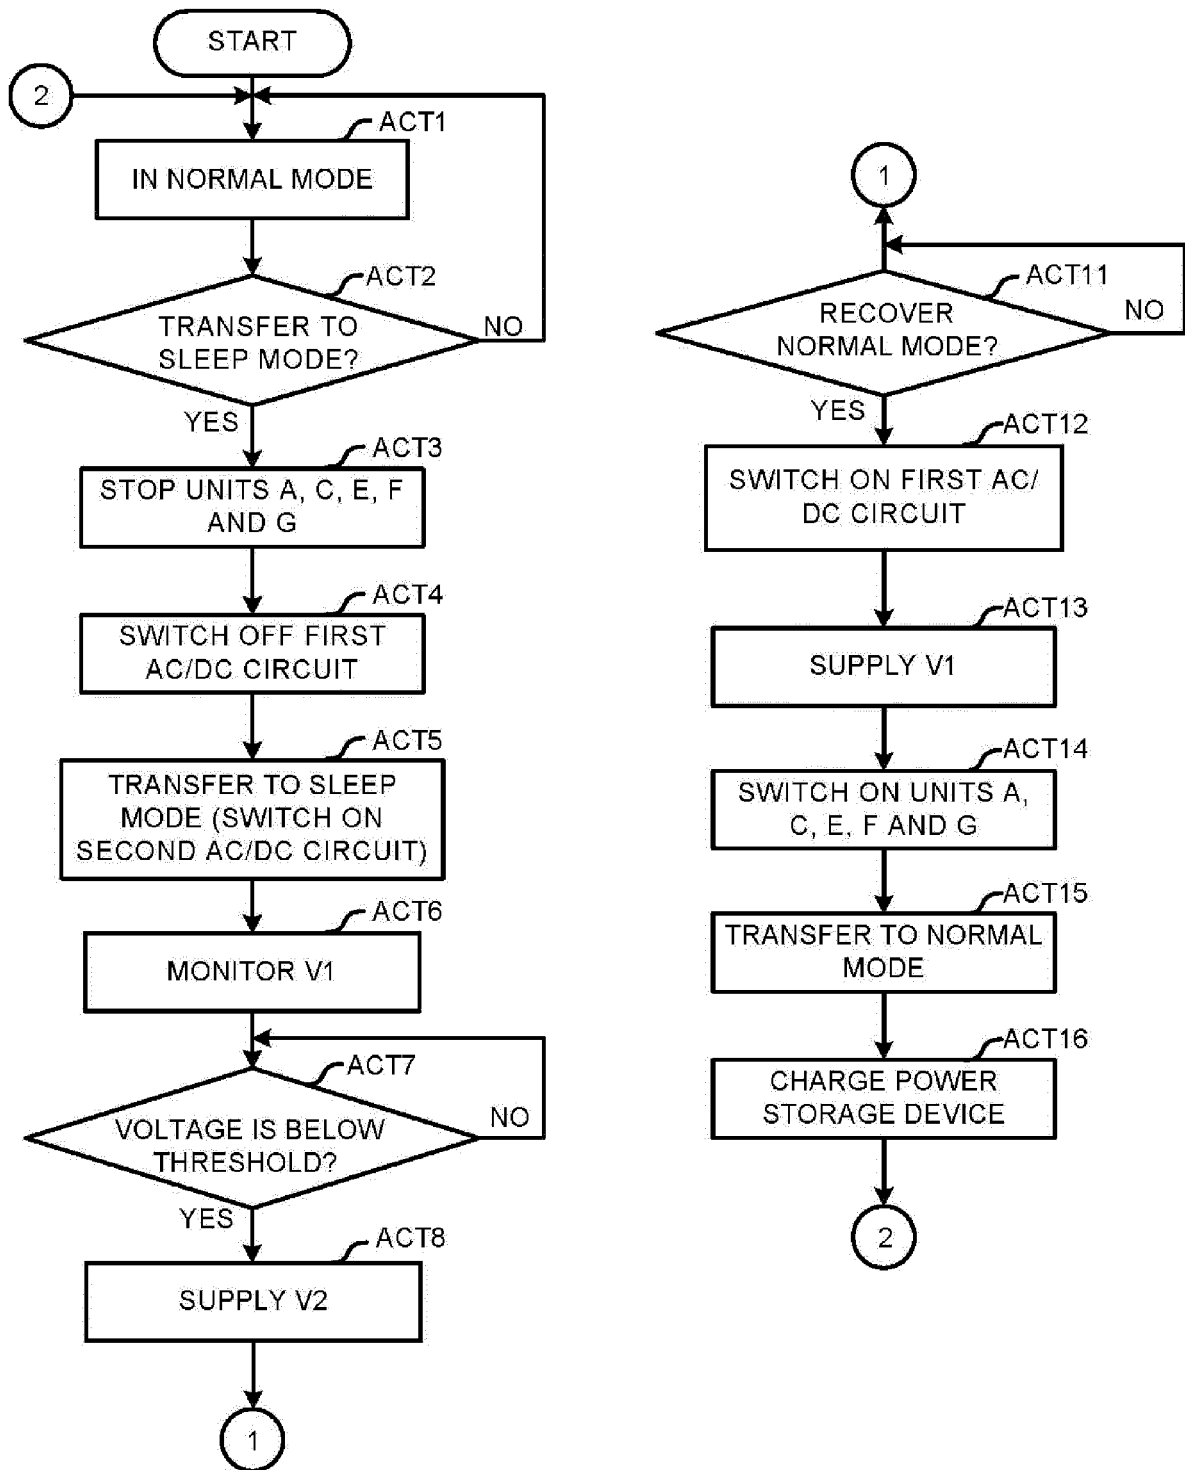 START
2
ACT1
IN NORMAL MODE
ACT2
TRANSFER TO
SLEEP MODE?
NO
YES
ACT3
STOP UNITS A, C, E, F
AND G
ACT4
SWITCH OFF FIRST
AC/DC CIRCUIT
ACT5
TRANSFER TO SLEEP
MODE (SWITCH ON
SECOND AC/DC CIRCUIT)
ACT6
MONITOR V1
ACT7
VOLTAGE IS BELOW
THRESHOLD?
NO
YES
ACT8
SUPPLY V2
1
1
ACT11
RECOVER
NORMAL MODE?
NO
YES
ACT12
SWITCH ON FIRST AC/
DC CIRCUIT
ACT13
SUPPLY V1
ACT14
SWITCH ON UNITS A,
C, E, F AND G
ACT15
TRANSFER TO NORMAL
MODE
ACT16
CHARGE POWER
STORAGE DEVICE
2